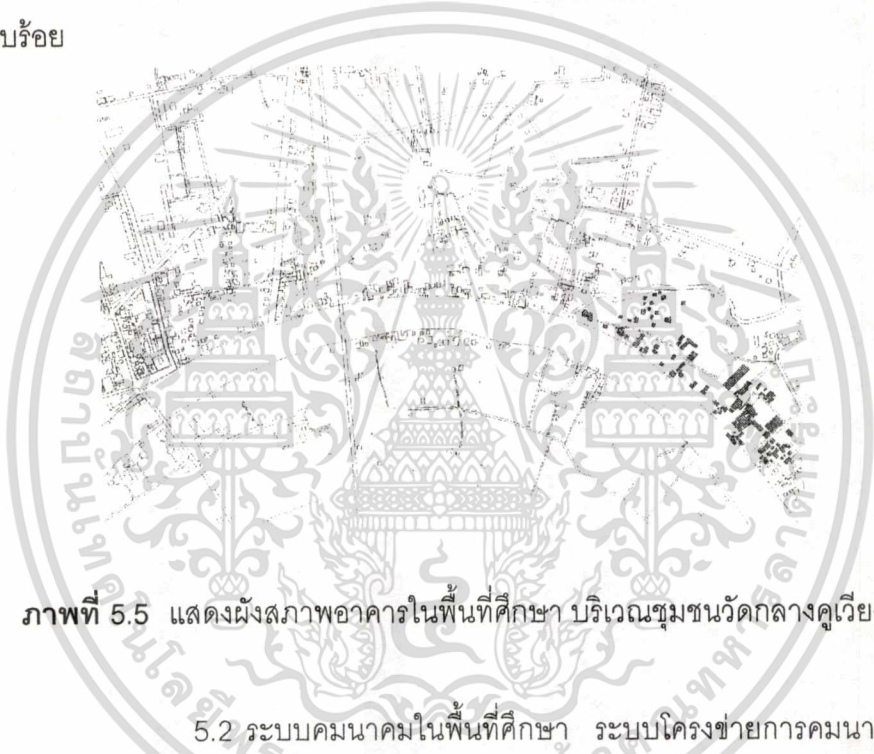 บร้อย
ภาพที่ 5.5 แสดงผังสภาพอาคารในพื้นที่ศึกษา บริเวณชุมชนวัดกลางคูเวีย
5.2 ระบบคมนาคมในพื้นที่ศึกษา ระบบโครงข่ายการคมนา